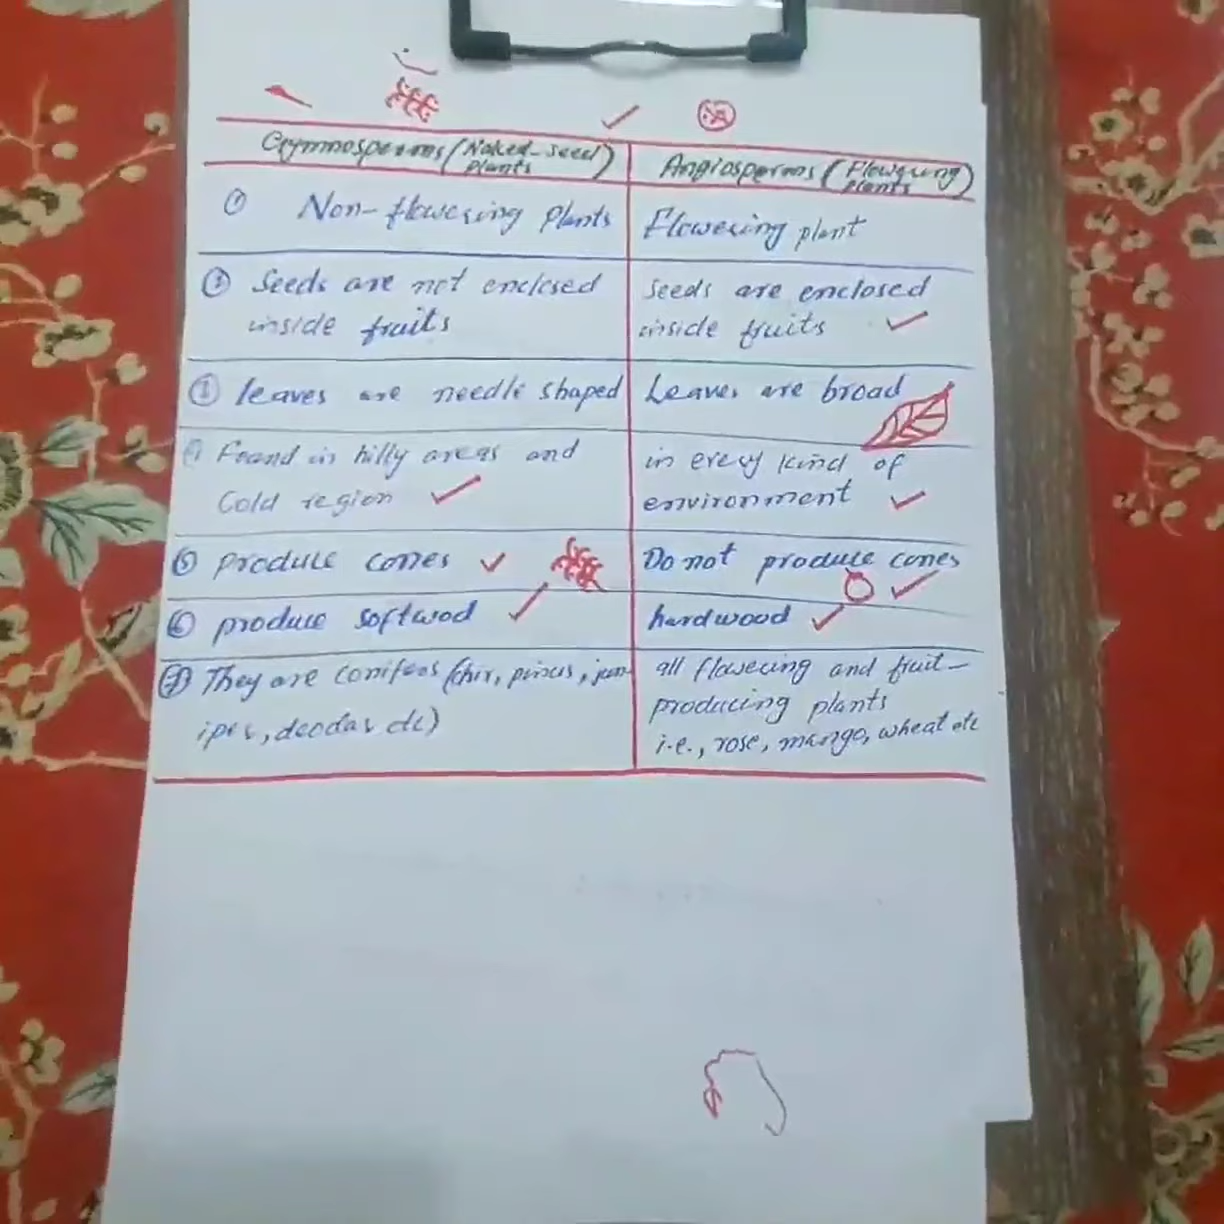 Gymnosperms (Naked-seed plants)
Angiosperms (Flowering plants)
① Non-flowering plants
Flowering plant
② Seeds are not enclosed
inside fruits
Seeds are enclosed
inside fruits
③ leaves are needle shaped
Leaves are broad
④ Found in hilly areas and
Cold region
in every kind of
environment
⑤ produce cones
Do not produce cones
⑥ produce softwood
hardwood
⑦ They are conifers (chir, pinus, jun
iper, deodar etc)
all flowering and fruit-
producing plants
i.e., rose, mango, wheat etc